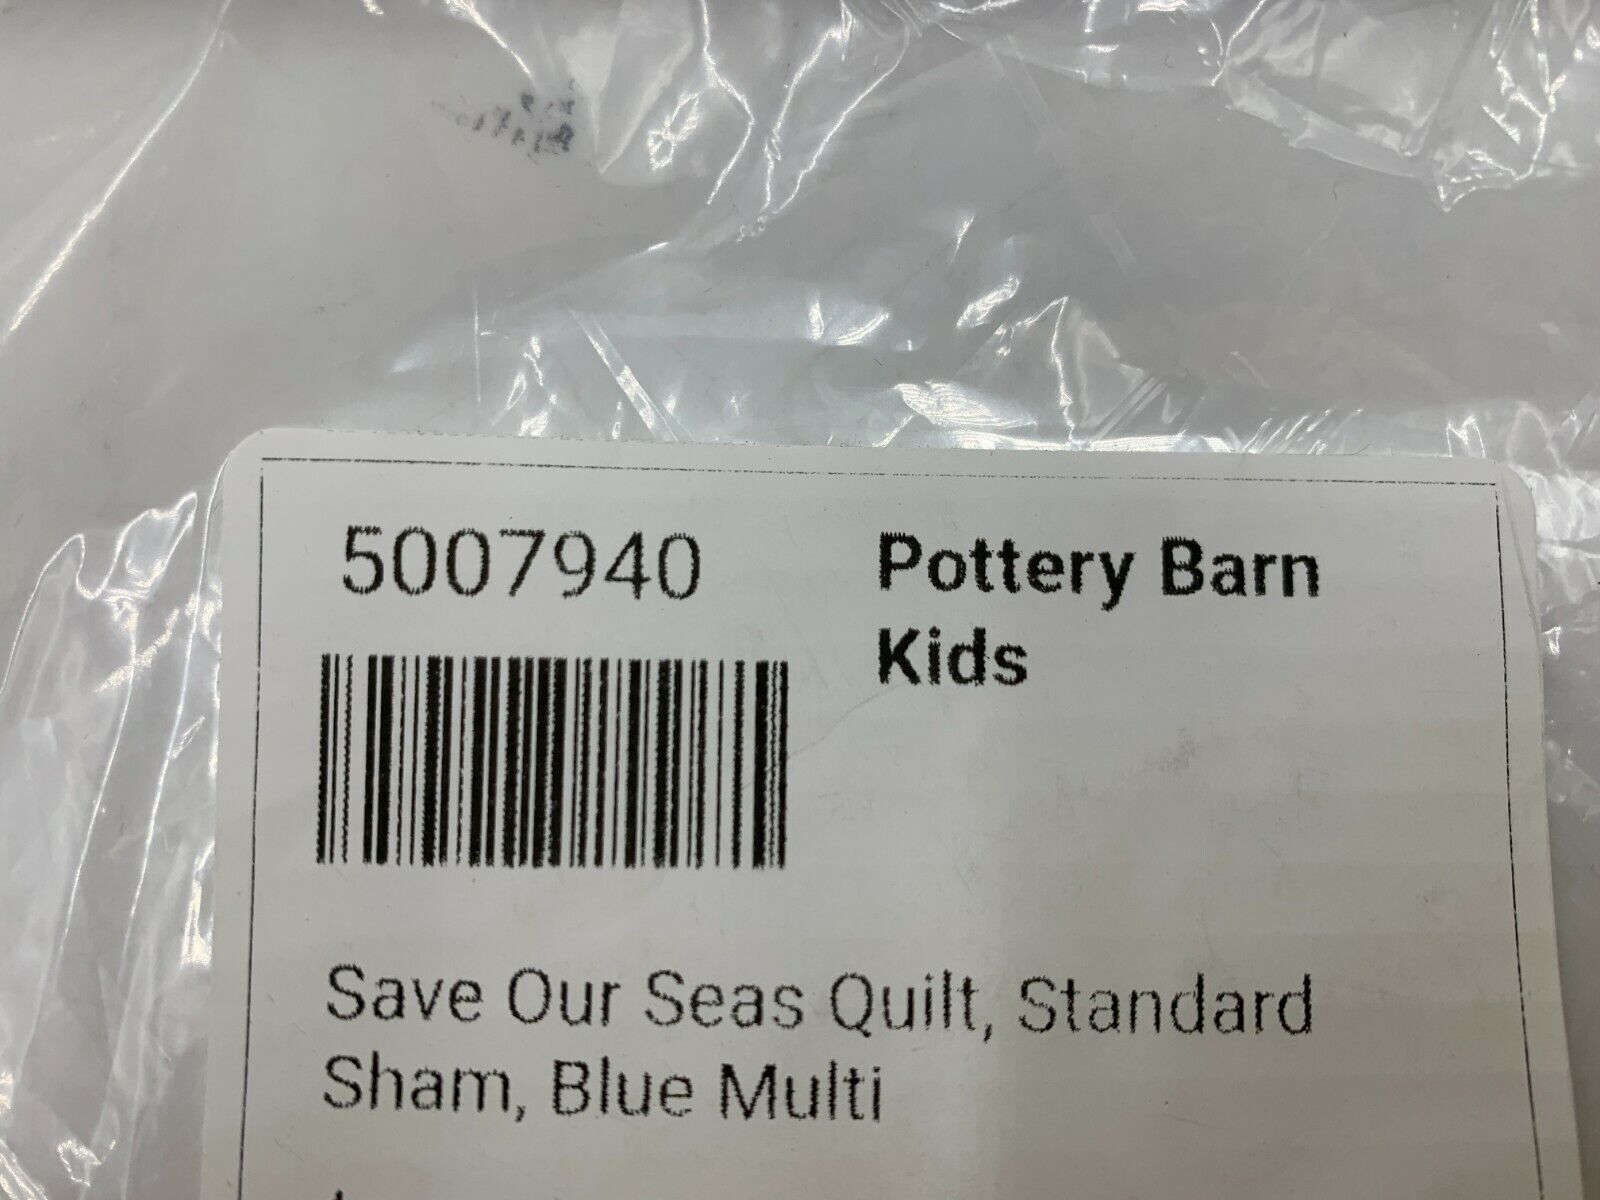 5007940
Pottery Barn
Kids
Save Our Seas Quilt, Standard
Sham, Blue Multi